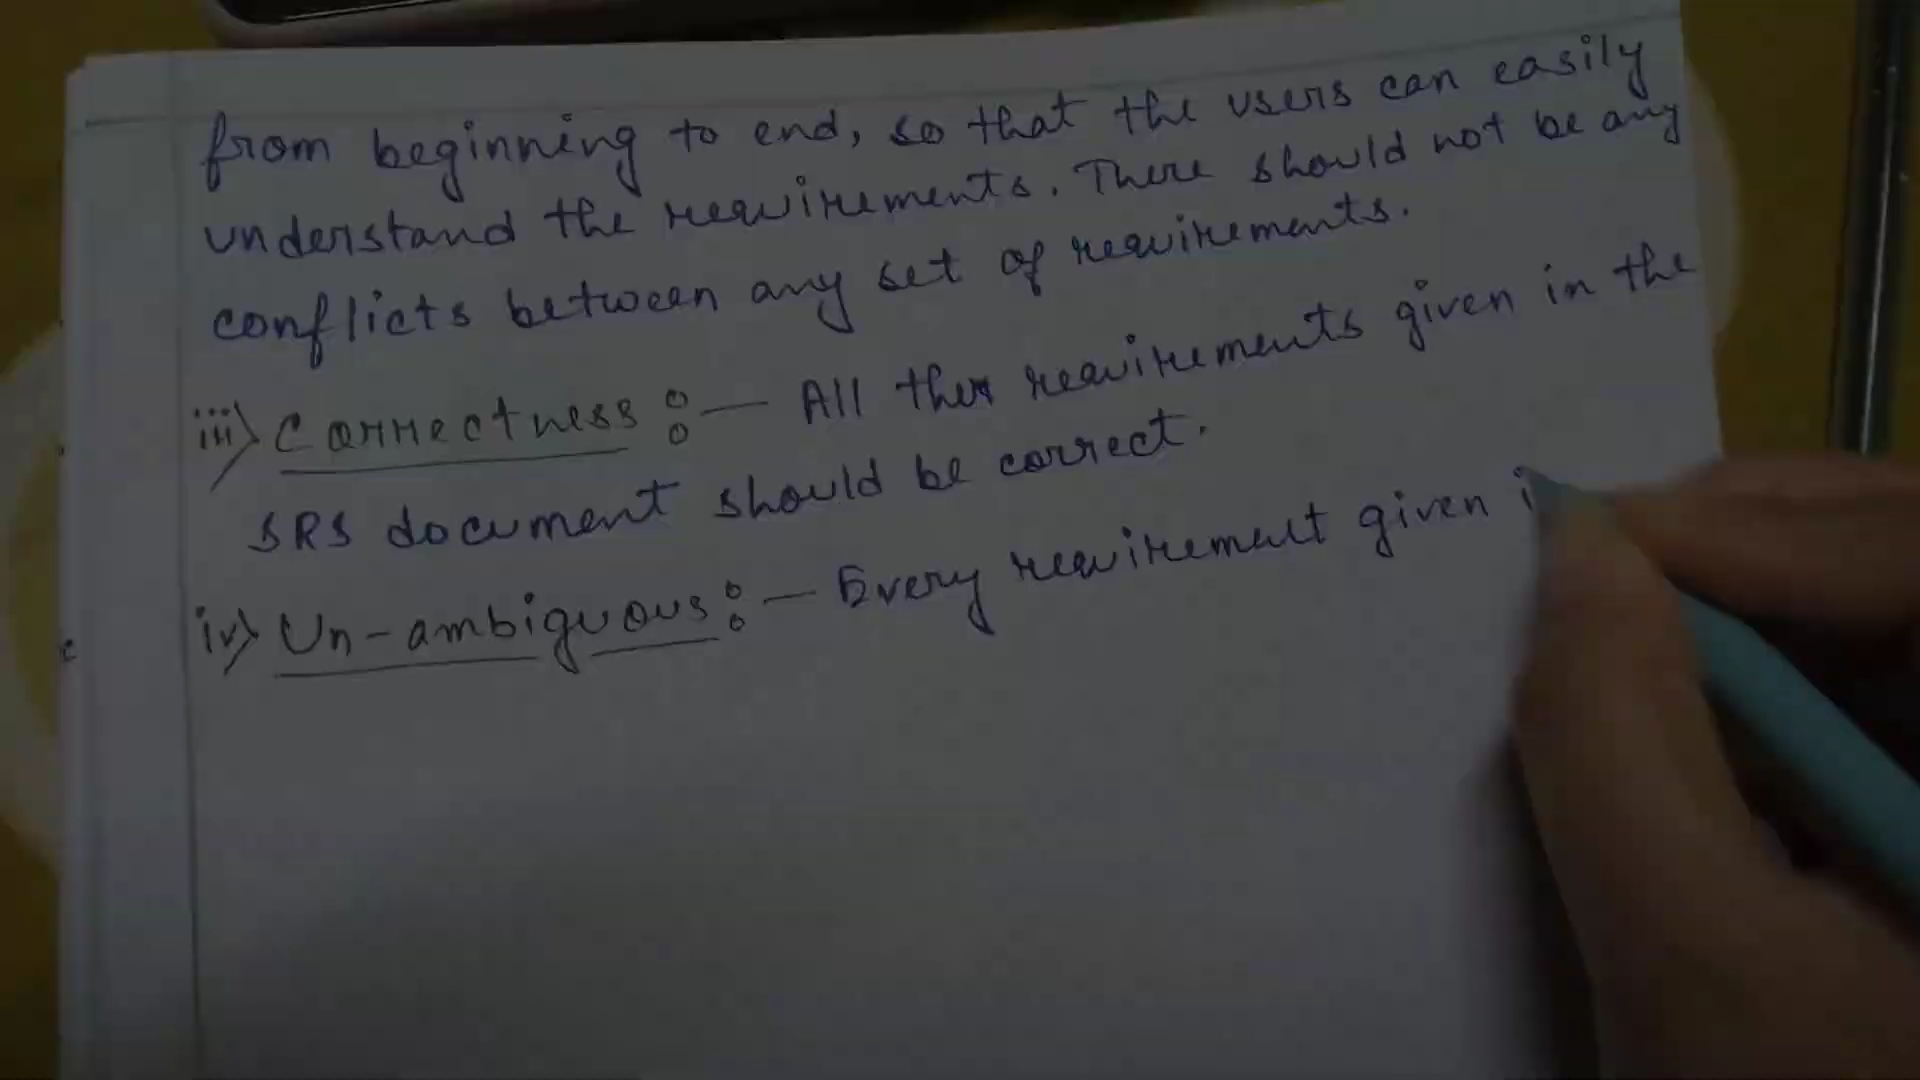 from beginning to end, so that the users can easily
understand the requirements. There should not be any
conflicts between any set of requirements.
iii) Correctness :— All the requirements given in the
SRS document should be correct.
iv) Un-ambiguous :— Every requirement given i